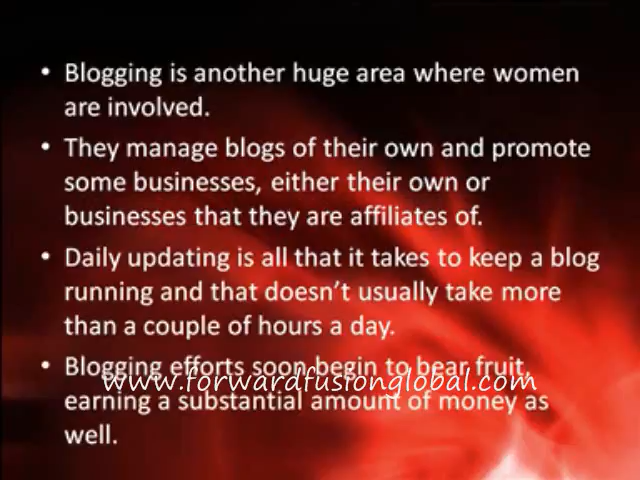 • Blogging is another huge area where women
are involved.
• They manage blogs of their own and promote
some businesses, either their own or
businesses that they are affiliates of.
• Daily updating is all that it takes to keep a blog
running and that doesn't usually take more
than a couple of hours a day.
• Blogging efforts soon begin to bear fruit,
www.forwardfusionglobal.com
earning a substantial amount of money as
well.